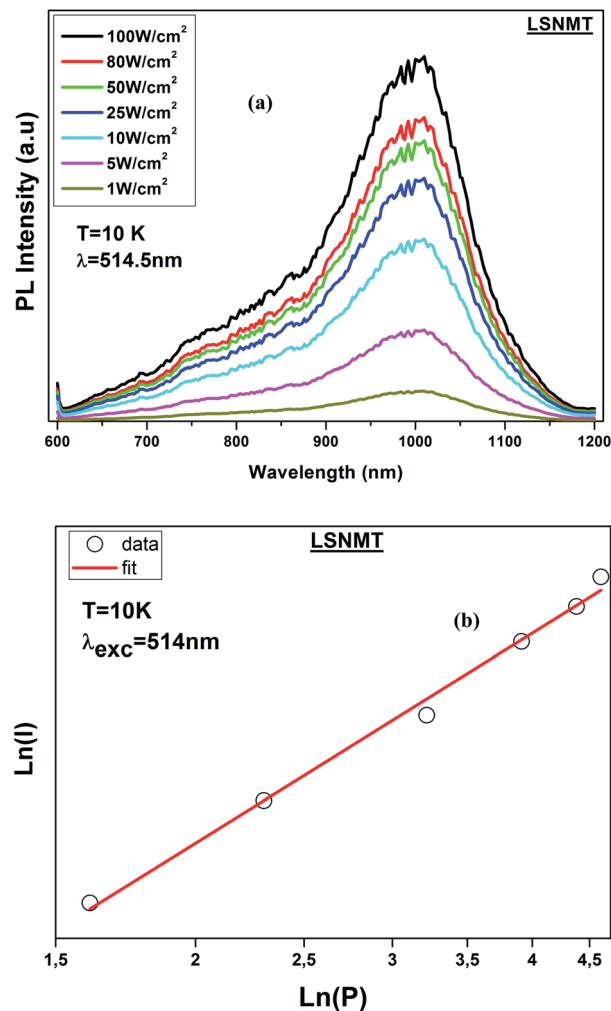 LSNMT
100W/cm²
80W/cm²
50W/cm²
25W/cm²
10W/cm²
5W/cm²
1W/cm²
(a)
T=10 K
λ=514.5nm
PL Intensity (a.u)
600 700 800 900 1000 1100 1200
Wavelength (nm)
data
fit
LSNMT
T=10K
λexc=514nm
(b)
Ln(I)
1,5 2 2,5 3 3,5 4 4,5
Ln(P)